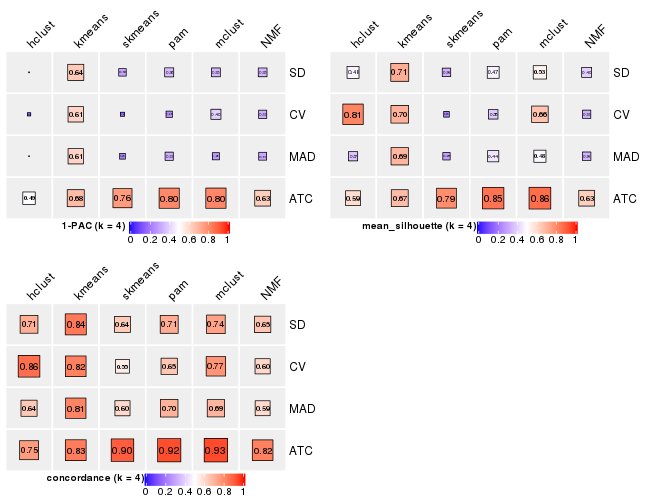 hclust kmeans skmeans pam mclust NMF
0.64 SD
0.61 CV
0.61 MAD
0.49 0.68 0.76 0.80 0.80 0.63 ATC
1-PAC (k = 4)
0 0.2 0.4 0.6 0.8 1
hclust kmeans skmeans pam mclust NMF
0.43 0.71 0.47 0.53 SD
0.81 0.70 0.66 CV
0.69 0.44 0.48 MAD
0.59 0.67 0.79 0.85 0.86 0.63 ATC
mean_silhouette (k = 4)
0 0.2 0.4 0.6 0.8 1
hclust kmeans skmeans pam mclust NMF
0.71 0.84 0.64 0.71 0.74 0.65 SD
0.86 0.82 0.55 0.65 0.77 0.60 CV
0.64 0.81 0.60 0.70 0.69 0.59 MAD
0.75 0.83 0.90 0.92 0.93 0.82 ATC
concordance (k = 4)
0 0.2 0.4 0.6 0.8 1